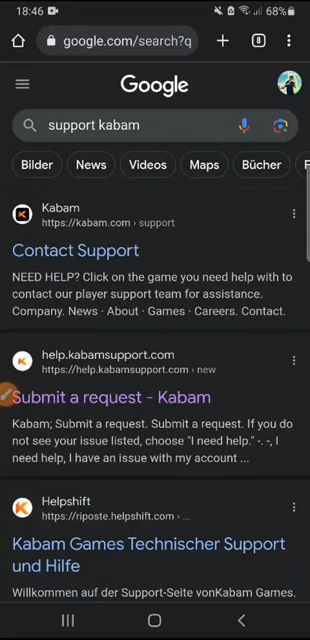 18:46 68%
google.com/search?q 8
Google
support kabam
Bilder News Videos Maps Bücher F
Kabam
https://kabam.com › support
Contact Support
NEED HELP? Click on the game you need help with to
contact our player support team for assistance.
Company. News · About · Games · Careers. Contact.
help.kabamsupport.com
https://help.kabamsupport.com › new
Submit a request - Kabam
Kabam; Submit a request. Submit a request. If you do
not see your issue listed, choose "I need help." -. -, I
need help, I have an issue with my account ...
Helpshift
https://riposte.helpshift.com › ...
Kabam Games Technischer Support
und Hilfe
Willkommen auf der Support-Seite vonKabam Games.